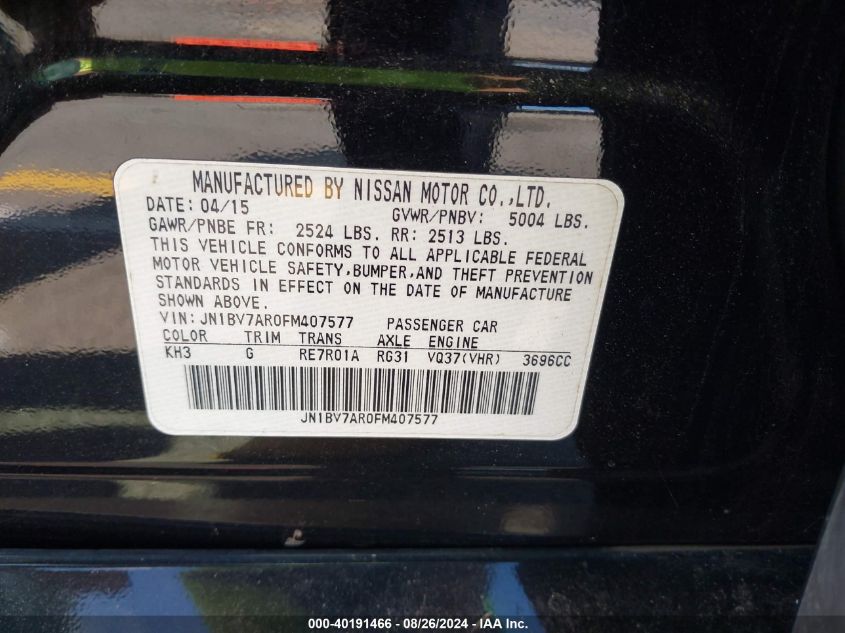 MANUFACTURED BY NISSAN MOTOR CO.,LTD.
DATE: 04/15 GVWR/PNBV: 5004 LBS.
GAWR/PNBE FR: 2524 LBS. RR: 2513 LBS.
THIS VEHICLE CONFORMS TO ALL APPLICABLE FEDERAL
MOTOR VEHICLE SAFETY,BUMPER,AND THEFT PREVENTION
STANDARDS IN EFFECT ON THE DATE OF MANUFACTURE
SHOWN ABOVE.
VIN: JN1BV7AR0FM407577 PASSENGER CAR
COLOR TRIM TRANS AXLE ENGINE
KH3 G RE7R01A RG31 VQ37(VHR) 3696CC
JN1BV7AR0FM407577
000-40191466 - 08/26/2024 - IAA Inc.